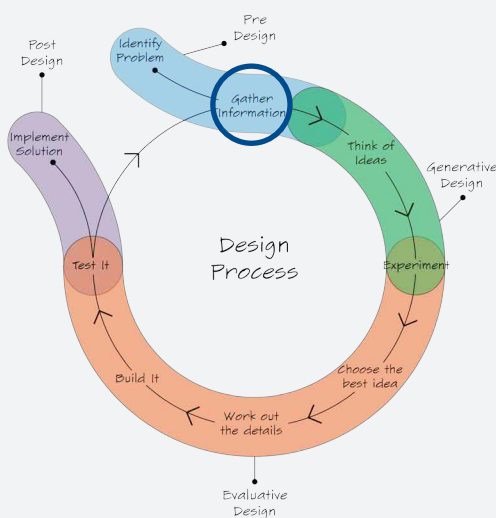 Pre
Design
Post
Design
Identify
Problem
Gather
Information
Implement
Solution
Think of
Ideas
Generative
Design
Design
Process
Test It
Experiment
Choose the
best idea
Build It
Work out
the details
Evaluative
Design